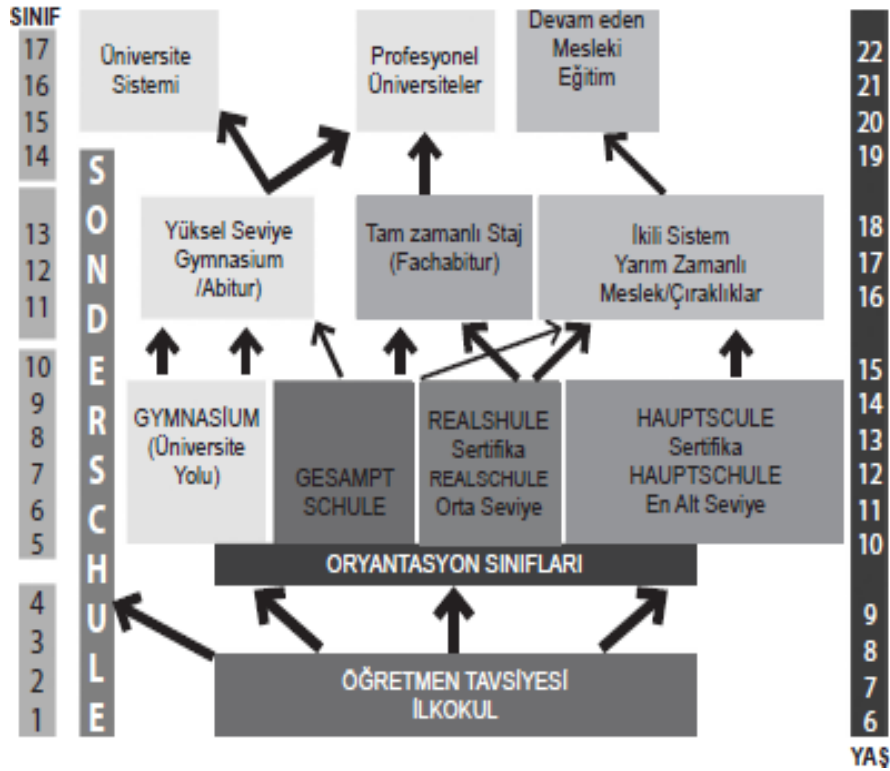 SINIF
17
16
15
14
13
12
11
10
9
8
7
6
5
4
3
2
1
SONDERSCHULE
Üniversite
Sistemi
Profesyonel
Üniversiteler
Devam eden
Mesleki
Eğitim
Yüksel Seviye
Gymnasium
/Abitur)
Tam zamanlı Staj
(Fachabitur)
İkili Sistem
Yarım Zamanlı
Meslek/Çıraklıklar
GYMNASİUM
(Üniversite
Yolu)
GESAMPT
SCHULE
REALSHULE
Sertifika
REALSCHULE
Orta Seviye
HAUPTSCULE
Sertifika
HAUPTSCHULE
En Alt Seviye
ORYANTASYON SINIFLARI
ÖĞRETMEN TAVSİYESİ
İLKOKUL
22
21
20
19
18
17
16
15
14
13
12
11
10
9
8
7
6
YAŞ